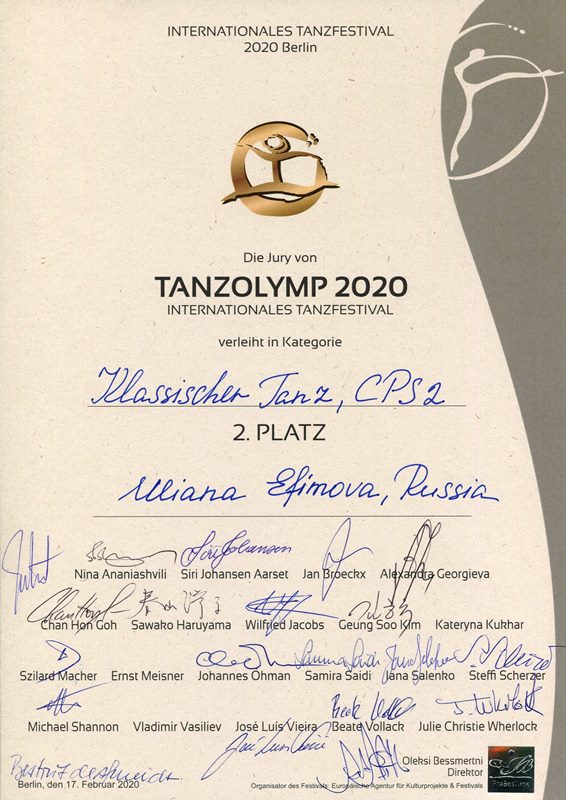 INTERNATIONALES TANZFESTIVAL
2020 Berlin
Die Jury von
TANZOLYMP 2020
INTERNATIONALES TANZFESTIVAL
verleiht in Kategorie
Klassischer Tanz, CPS 2
2. PLATZ
Uliana Efimova, Russia
Siri Johansen
Nina Ananiashvili Siri Johansen Aarset Jan Broeckx Alexandra Georgieva
Chan Hon Goh Sawako Haruyama Wilfried Jacobs Geung Soo Kim Kateryna Kukhar
Szilard Macher Ernst Meisner Johannes Ohman Samira Saidi Jana Salenko Steffi Scherzer
Michael Shannon Vladimir Vasiliev José Luís Vieira Beate Vollack Julie Christie Wherlock
Oleksi Bessmertni
Direktor
Berlin, den 17. Februar 2020
Organisator des Festivals: Europäische Agentur für Kulturprojekte & Festivals